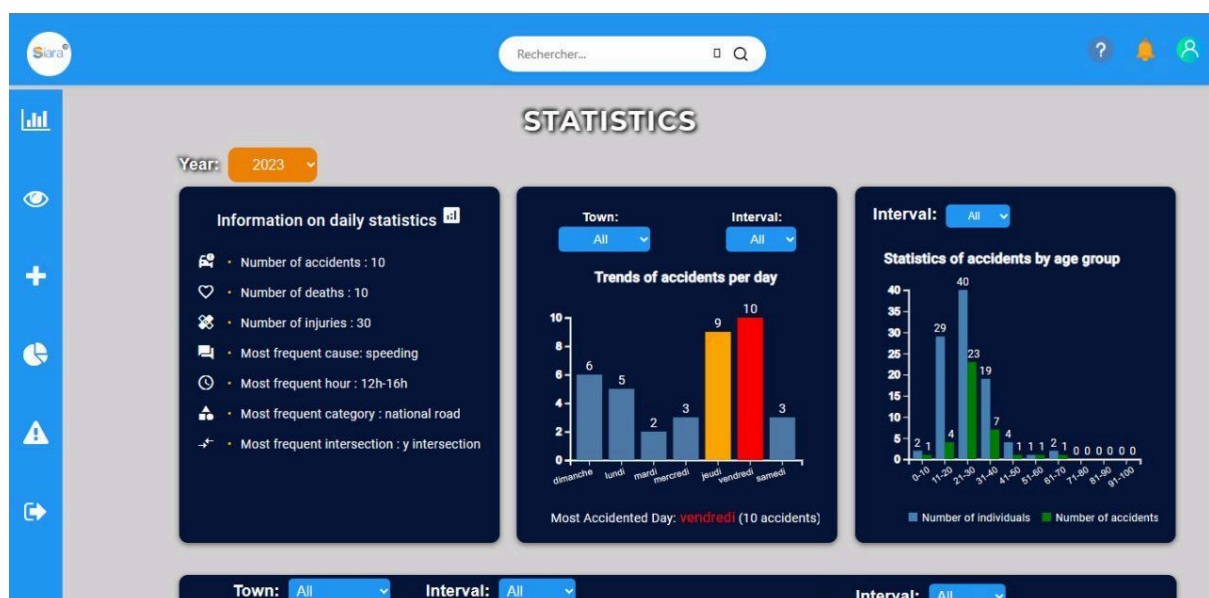 Siara
Rechercher...
?
STATISTICS
Year: 2023
Information on daily statistics
Number of accidents : 10
Number of deaths : 10
Number of injuries : 30
Most frequent cause: speeding
Most frequent hour : 12h-16h
Most frequent category : national road
Most frequent intersection : y intersection
Town: Interval:
All All
Trends of accidents per day
10
8
6
4
2
0
6 5 2 3 9 10 3
dimanche lundi mardi mercredi jeudi vendredi samedi
Most Accidented Day: vendredi (10 accidents)
Interval: All
Statistics of accidents by age group
40
35
30
25
20
15
10
5
0
2 1 29 4 40 23 19 7 4 1 1 1 2 1 0 0 0 0 0 0
0-10 11-20 21-30 31-40 41-50 51-60 61-70 71-80 81-90 91-100
Number of individuals Number of accidents
Town: All Interval: All Interval: All